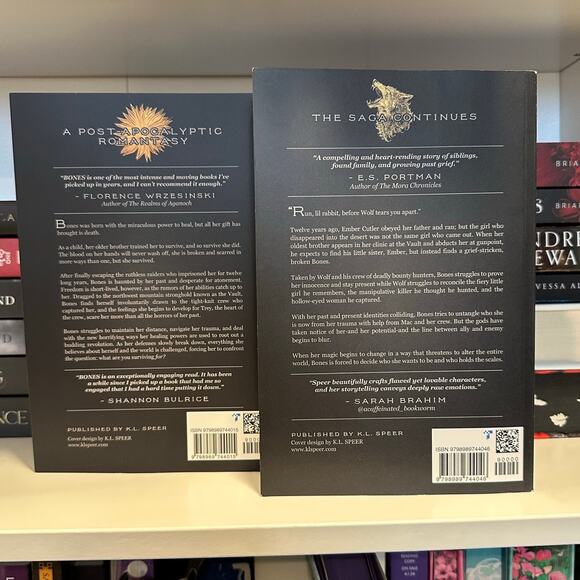 A POST-APOCALYPTIC
ROMANTASY
"BONES is one of the most intense and moving books I've
picked up in years, and I can't recommend it enough."
- FLORENCE WRZESINSKI
Author of The Realms of Aganoch
Bones was born with the miraculous power to heal, but all her gift has
brought is death.
As a child, her older brother trained her to survive, and so survive she did.
The blood on her hands will never wash off, she is broken and scarred in
more ways than one, but she survived.
After finally escaping the ruthless raiders who imprisoned her for twelve
long years, Bones is haunted by her past and desperate for atonement.
Freedom is short-lived, however, as the rumors of her abilities catch up to
her. Dragged to the northwest mountain stronghold known as the Vault,
Bones finds herself involuntarily drawn to the tight-knit crew who
captured her, and the feelings she begins to develop for Trey, the heart of
the crew, scare her more than all the horrors of her past.
Bones struggles to maintain her distance, navigate her trauma, and deal
with the new horrifying ways her healing powers are used to root out a
budding revolution. As her defenses slowly break down, everything she
believes about herself and the world is challenged, forcing her to confront
the question: what are you surviving for?
"BONES is an exceptionally engaging read. It has been
a while since I picked up a book that had me so
engaged that I had a hard time putting it down."
- SHANNON BULRICE
PUBLISHED BY K.L. SPEER
Cover design by K.L. SPEER
www.klspeer.com
ISBN 9798989744015
90000
9 798989 744015
THE SAGA CONTINUES
"A compelling and heart-rending story of siblings,
found family, and growing past grief."
- E.S. PORTMAN
Author of The Mora Chronicles
"Run, lil rabbit, before Wolf tears you apart."
Twelve years ago, Ember Cutler obeyed her father and ran; but the girl who
disappeared into the desert was not the same girl who came out. When her
oldest brother appears in her clinic at the Vault and abducts her at gunpoint,
he expects to find his little sister, Ember, but instead finds a grief-stricken,
broken Bones.
Taken by Wolf and his crew of deadly bounty hunters, Bones struggles to prove
her innocence and stay present while Wolf struggles to reconcile the fiery little
girl he remembers, the manipulative killer he thought he hunted, and the
hollow-eyed woman he captured.
With her past and present identities colliding, Bones tries to untangle who she
is now from her trauma with help from Mac and her crew. But the gods have
taken notice of her-and her potential-and the line between ally and enemy
begins to blur.
When her magic begins to change in a way that threatens to alter the entire
world, Bones is forced to decide who she wants to be and who holds the scales.
"Speer beautifully crafts flawed yet lovable characters,
and her storytelling conveys deeply raw emotions."
- SARAH BRAHIM
@acaffeinated_bookworm
PUBLISHED BY K.L. SPEER
Cover design by K.L. SPEER
www.klspeer.com
ISBN 9798989744046
90000
9 798989 744046
BRIA
BRIAR
NDRE
EWA
VESSA AL
ND
NCE